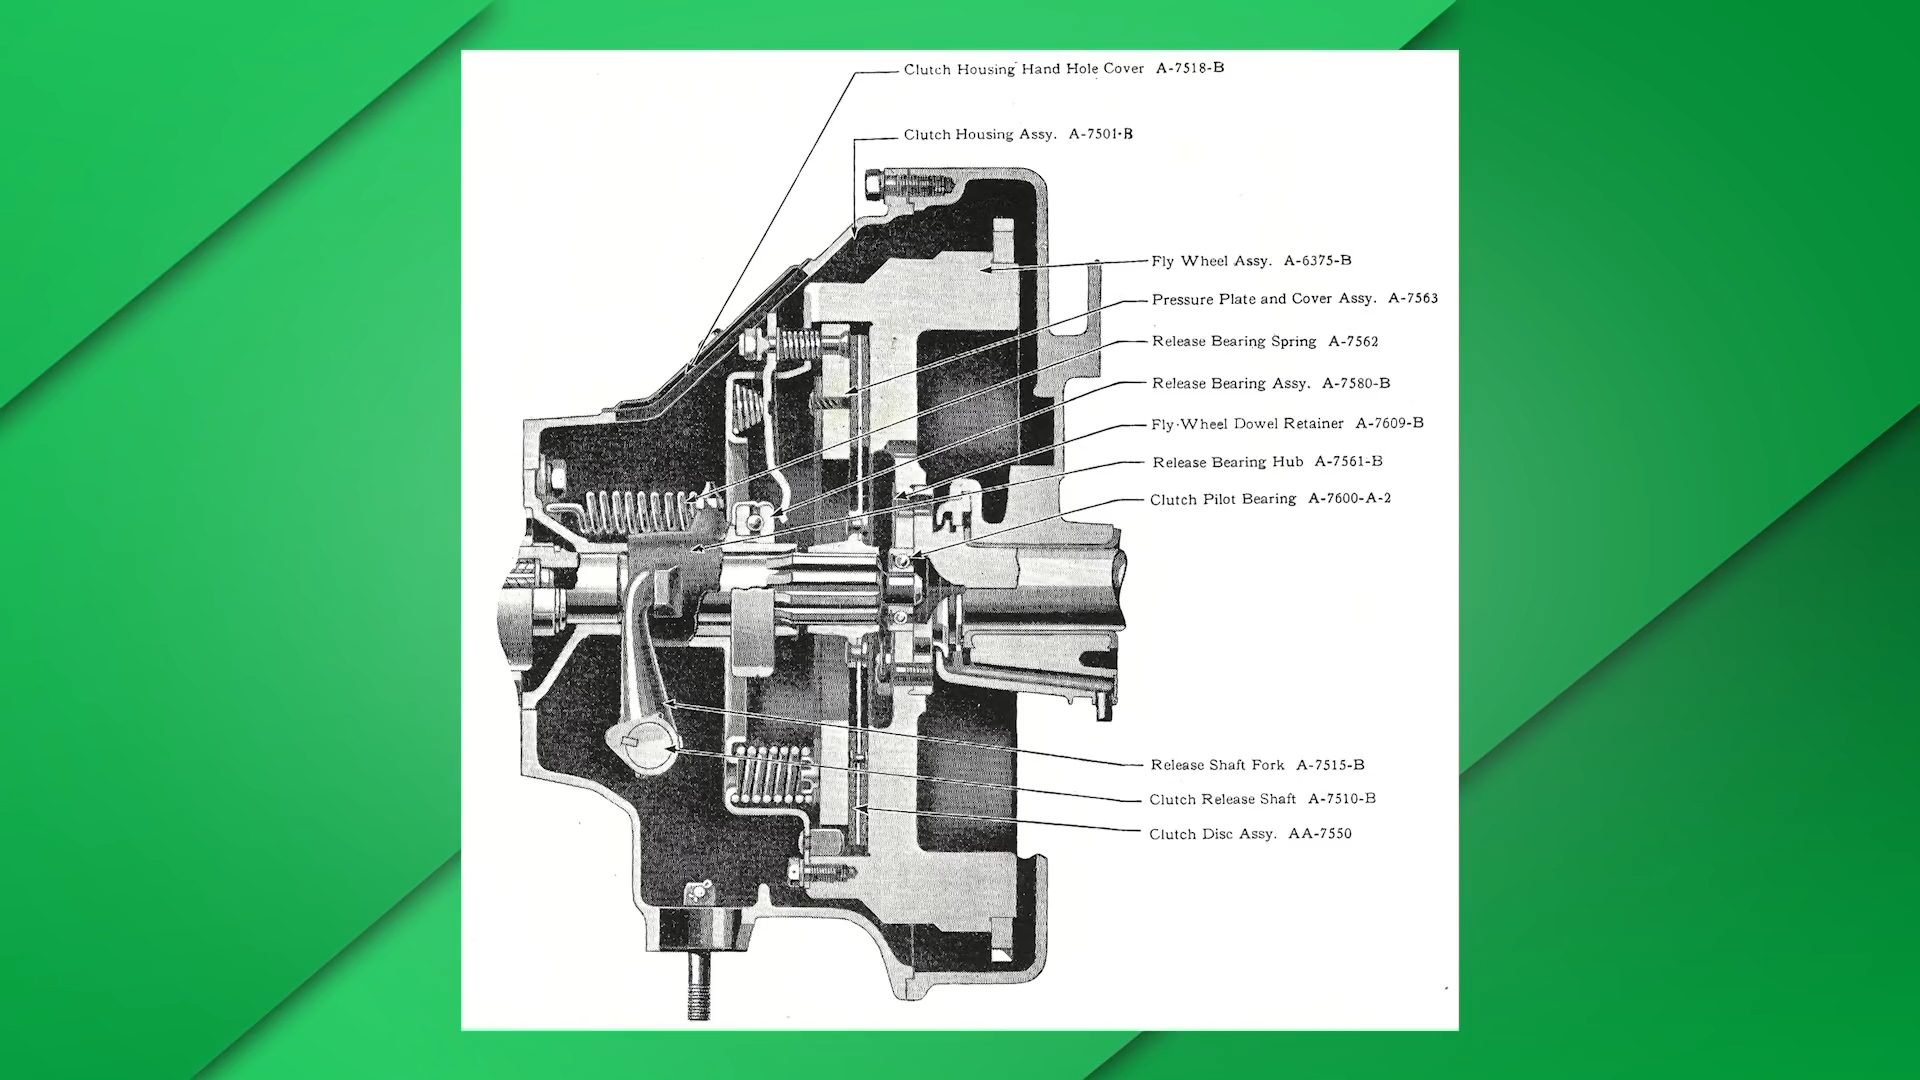 Clutch Housing Hand Hole Cover A-7518-B
Clutch Housing Assy. A-7501-B
Fly Wheel Assy. A-6375-B
Pressure Plate and Cover Assy. A-7563
Release Bearing Spring A-7562
Release Bearing Assy. A-7580-B
Fly-Wheel Dowel Retainer A-7609-B
Release Bearing Hub A-7561-B
Clutch Pilot Bearing A-7600-A-2
Release Shaft Fork A-7515-B
Clutch Release Shaft A-7510-B
Clutch Disc Assy. AA-7550